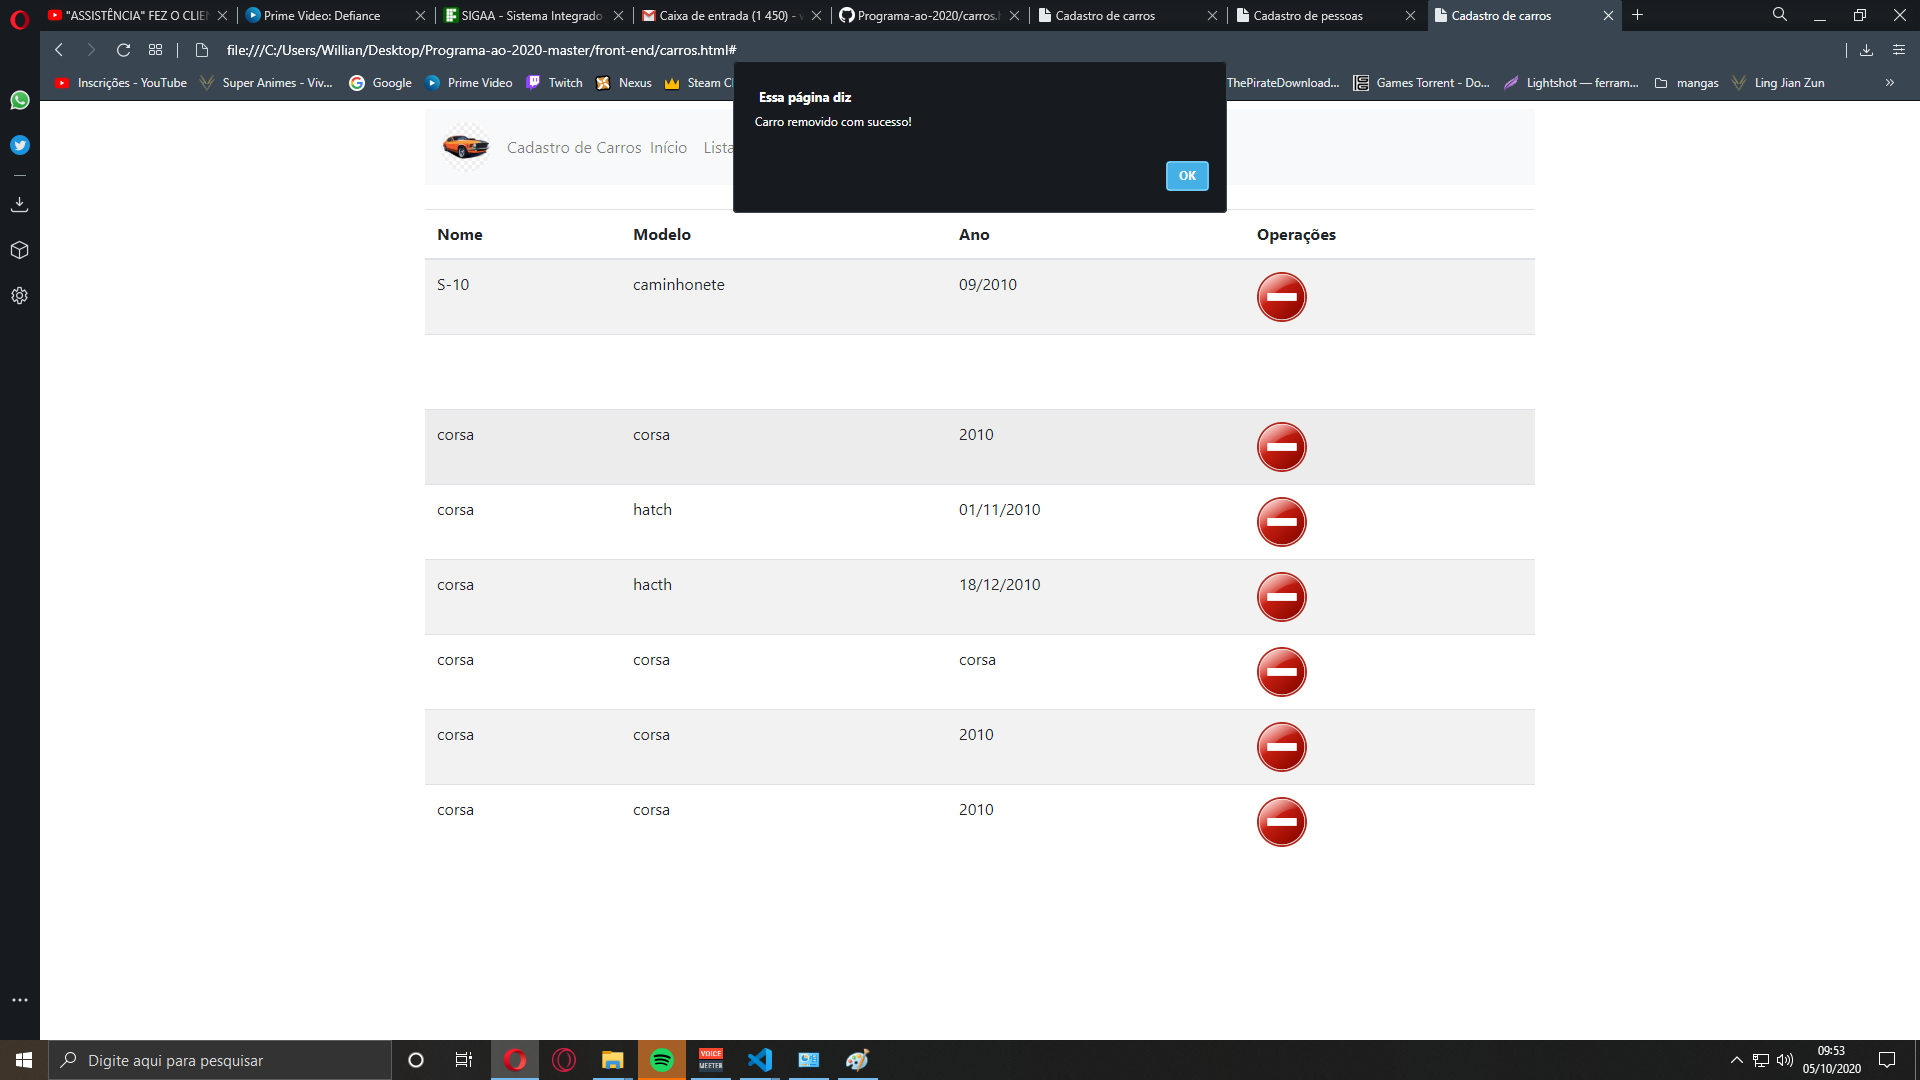 "ASSISTÊNCIA" FEZ O CLIE
Prime Video: Defiance
SIGAA - Sistema Integrado
Caixa de entrada (1 450) -
Programa-ao-2020/carros.
Cadastro de carros
Cadastro de pessoas
Cadastro de carros
file:///C:/Users/Willian/Desktop/Programa-ao-2020-master/front-end/carros.html#
Inscrições - YouTube
Super Animes - Viv...
Google
Prime Video
Twitch
Nexus
Steam
ThePirateDownload...
Games Torrent - Do...
Lightshot — ferram...
mangas
Ling Jian Zun
Essa página diz
Carro removido com sucesso!
OK
Cadastro de Carros Início Lista
Nome Modelo Ano Operações
S-10 caminhonete 09/2010
corsa corsa 2010
corsa hatch 01/11/2010
corsa hacth 18/12/2010
corsa corsa corsa
corsa corsa 2010
corsa corsa 2010
Digite aqui para pesquisar
VOICE
MEETER
09:53
05/10/2020